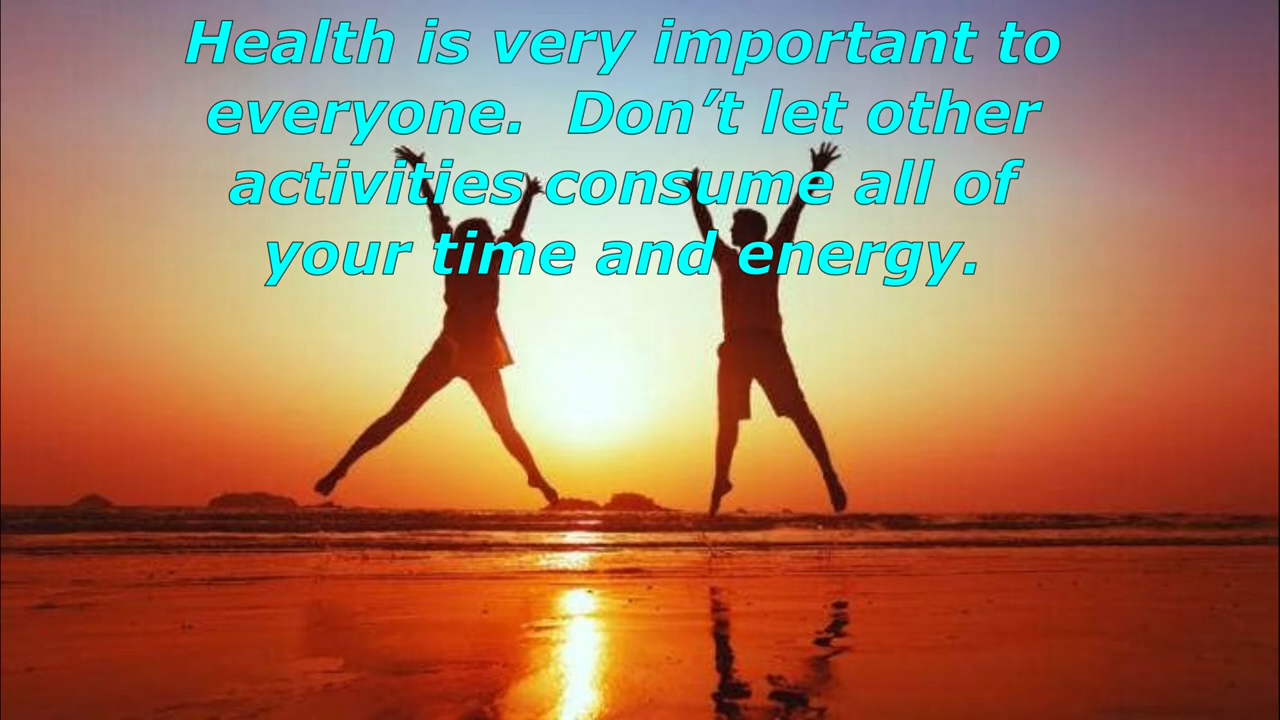 Health is very important to
everyone.  Don’t let other
activities consume all of
your time and energy.